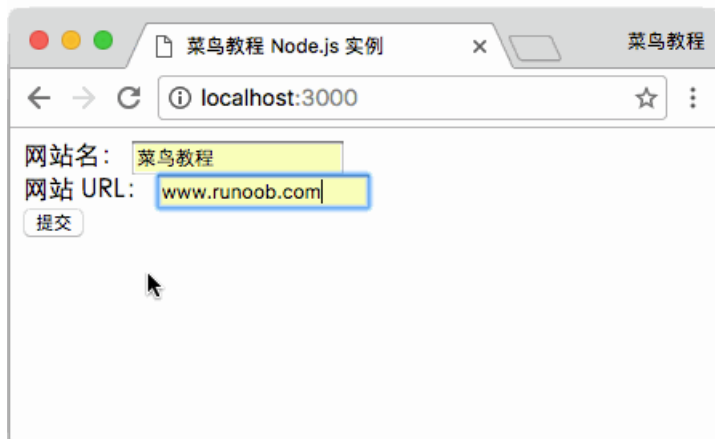 菜鸟教程 Node.js 实例
菜鸟教程
localhost:3000
网站名： 菜鸟教程
网站 URL： www.runoob.com
提交